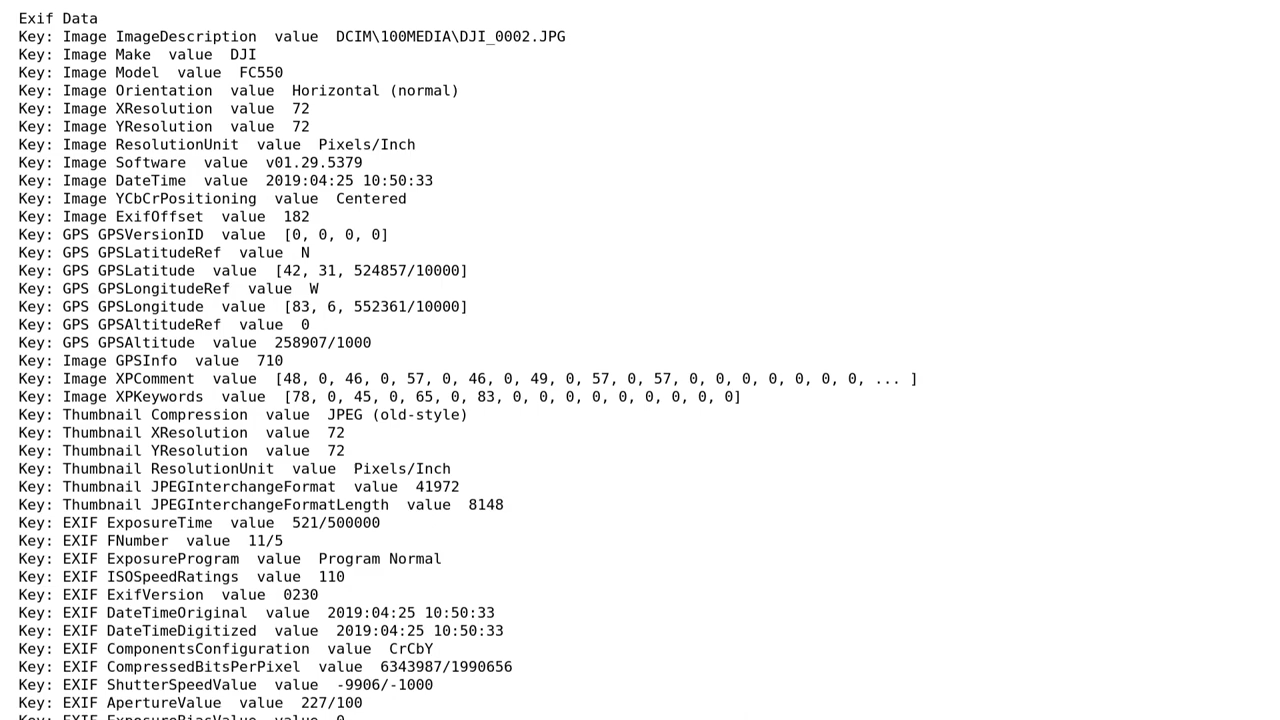 Exif Data
Key: Image ImageDescription  value  DCIM\100MEDIA\DJI_0002.JPG
Key: Image Make  value  DJI
Key: Image Model  value  FC550
Key: Image Orientation  value  Horizontal (normal)
Key: Image XResolution  value  72
Key: Image YResolution  value  72
Key: Image ResolutionUnit  value  Pixels/Inch
Key: Image Software  value  v01.29.5379
Key: Image DateTime  value  2019:04:25 10:50:33
Key: Image YCbCrPositioning  value  Centered
Key: Image ExifOffset  value  182
Key: GPS GPSVersionID  value  [0, 0, 0, 0]
Key: GPS GPSLatitudeRef  value  N
Key: GPS GPSLatitude  value  [42, 31, 524857/10000]
Key: GPS GPSLongitudeRef  value  W
Key: GPS GPSLongitude  value  [83, 6, 552361/10000]
Key: GPS GPSAltitudeRef  value  0
Key: GPS GPSAltitude  value  258907/1000
Key: Image GPSInfo  value  710
Key: Image XPComment  value  [48, 0, 46, 0, 57, 0, 46, 0, 49, 0, 57, 0, 57, 0, 0, 0, 0, 0, 0, 0, ... ]
Key: Image XPKeywords  value  [78, 0, 45, 0, 65, 0, 83, 0, 0, 0, 0, 0, 0, 0, 0, 0]
Key: Thumbnail Compression  value  JPEG (old-style)
Key: Thumbnail XResolution  value  72
Key: Thumbnail YResolution  value  72
Key: Thumbnail ResolutionUnit  value  Pixels/Inch
Key: Thumbnail JPEGInterchangeFormat  value  41972
Key: Thumbnail JPEGInterchangeFormatLength  value  8148
Key: EXIF ExposureTime  value  521/500000
Key: EXIF FNumber  value  11/5
Key: EXIF ExposureProgram  value  Program Normal
Key: EXIF ISOSpeedRatings  value  110
Key: EXIF ExifVersion  value  0230
Key: EXIF DateTimeOriginal  value  2019:04:25 10:50:33
Key: EXIF DateTimeDigitized  value  2019:04:25 10:50:33
Key: EXIF ComponentsConfiguration  value  CrCbY
Key: EXIF CompressedBitsPerPixel  value  6343987/1990656
Key: EXIF ShutterSpeedValue  value  -9906/-1000
Key: EXIF ApertureValue  value  227/100
Key: EXIF ExposureBiasValue  value  0